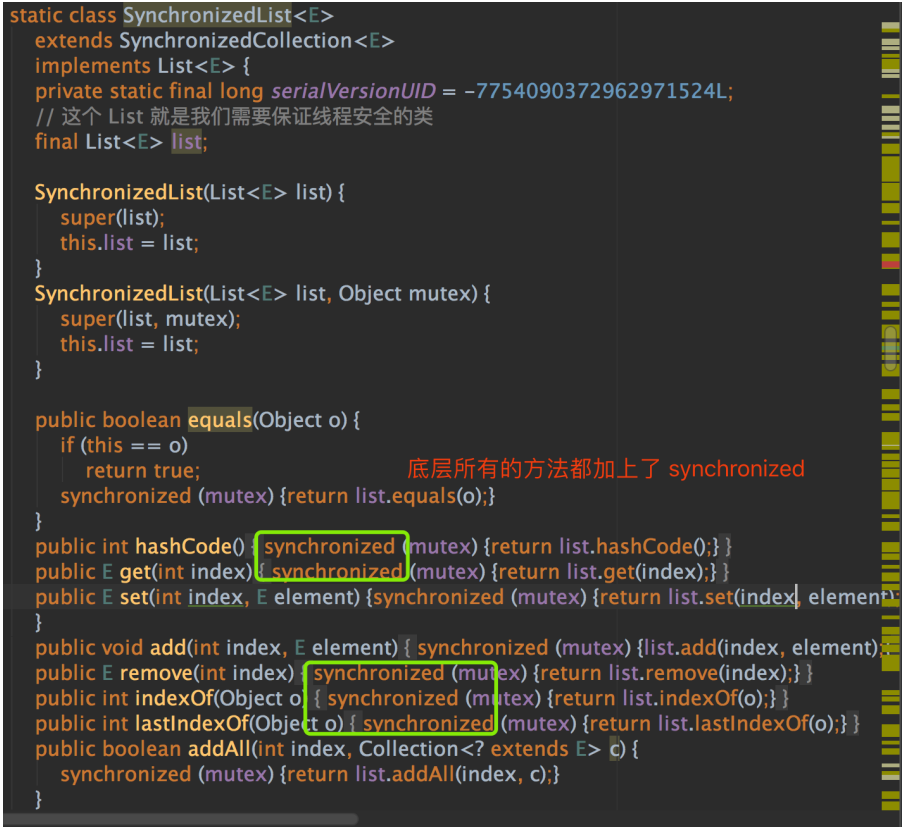 static class SynchronizedList<E>
extends SynchronizedCollection<E>
implements List<E> {
private static final long serialVersionUID = -7754090372962971524L;
// 这个 List 就是我们需要保证线程安全的类
final List<E> list;
SynchronizedList(List<E> list) {
super(list);
this.list = list;
}
SynchronizedList(List<E> list, Object mutex) {
super(list, mutex);
this.list = list;
}
public boolean equals(Object o) {
if (this == o)
return true;
底层所有的方法都加上了 synchronized
synchronized (mutex) {return list.equals(o);}
}
public int hashCode() { synchronized (mutex) {return list.hashCode();} }
public E get(int index) { synchronized (mutex) {return list.get(index);} }
public E set(int index, E element) {synchronized (mutex) {return list.set(index, element);
}
public void add(int index, E element) { synchronized (mutex) {list.add(index, element);
public E remove(int index) { synchronized (mutex) {return list.remove(index);} }
public int indexOf(Object o) { synchronized (mutex) {return list.indexOf(o);} }
public int lastIndexOf(Object o) { synchronized (mutex) {return list.lastIndexOf(o);} }
public boolean addAll(int index, Collection<? extends E> c) {
synchronized (mutex) {return list.addAll(index, c);}
}